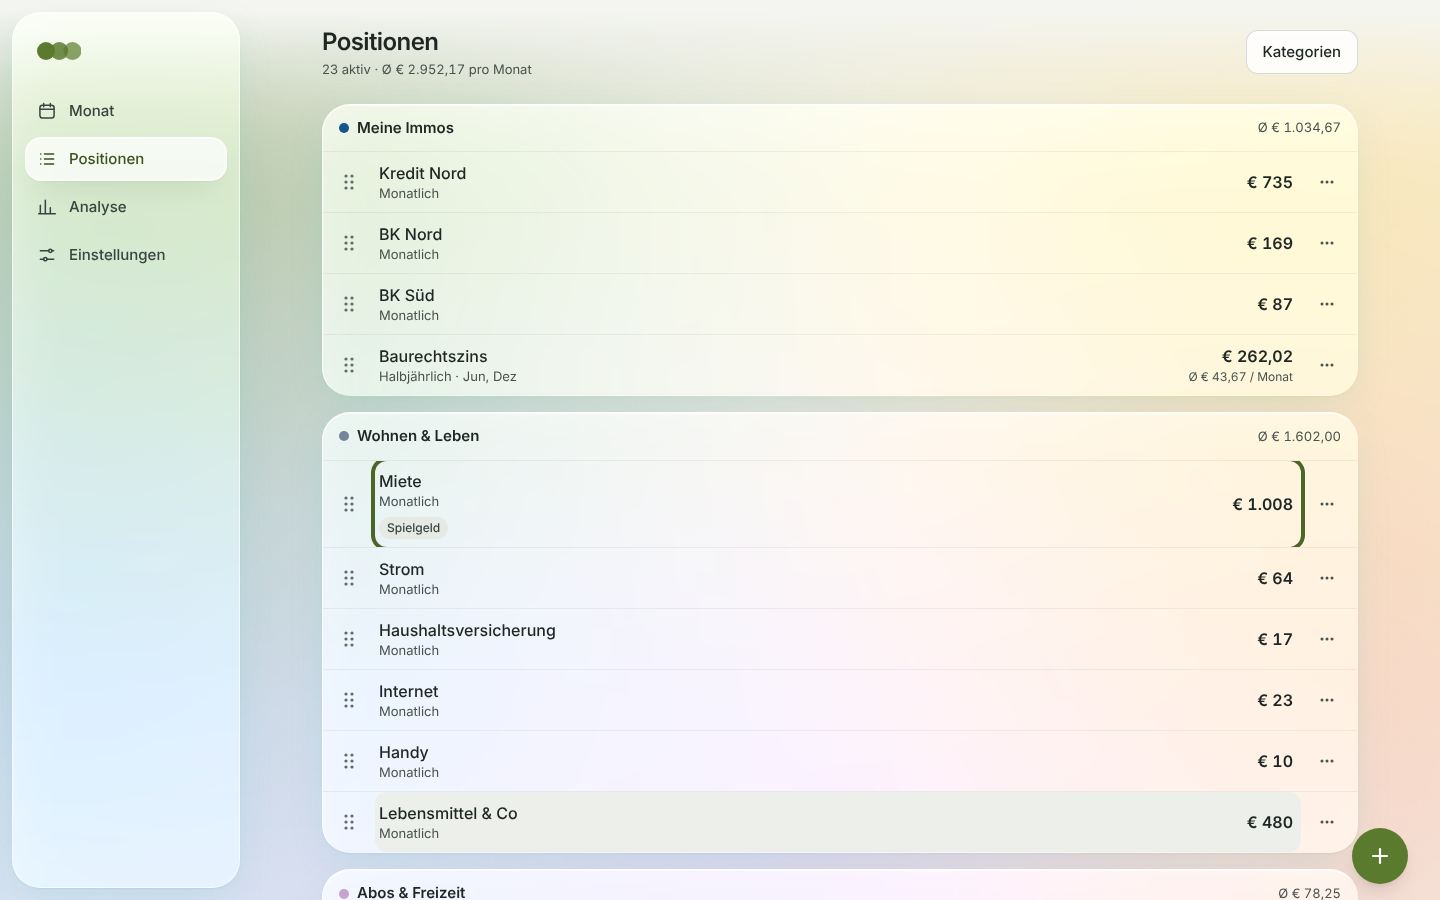 Positionen
23 aktiv · Ø € 2.952,17 pro Monat
Kategorien
Monat
Positionen
Analyse
Einstellungen
Meine Immos
Ø € 1.034,67
Kredit Nord
Monatlich
€ 735
BK Nord
Monatlich
€ 169
BK Süd
Monatlich
€ 87
Baurechtszins
Halbjährlich · Jun, Dez
€ 262,02
Ø € 43,67 / Monat
Wohnen & Leben
Ø € 1.602,00
Miete
Monatlich
Spielgeld
€ 1.008
Strom
Monatlich
€ 64
Haushaltsversicherung
Monatlich
€ 17
Internet
Monatlich
€ 23
Handy
Monatlich
€ 10
Lebensmittel & Co
Monatlich
€ 480
Abos & Freizeit
Ø € 78,25